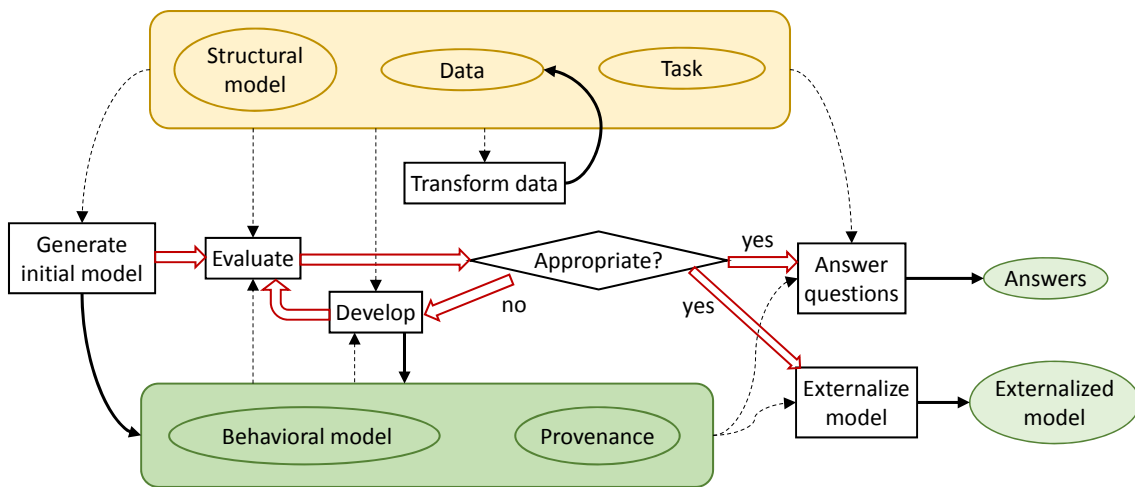 Structural
model
Data
Task
Transform data
Generate
initial model
Evaluate
Appropriate?
yes
Answer
questions
Answers
Develop
no
yes
Externalize
model
Externalized
model
Behavioral model
Provenance